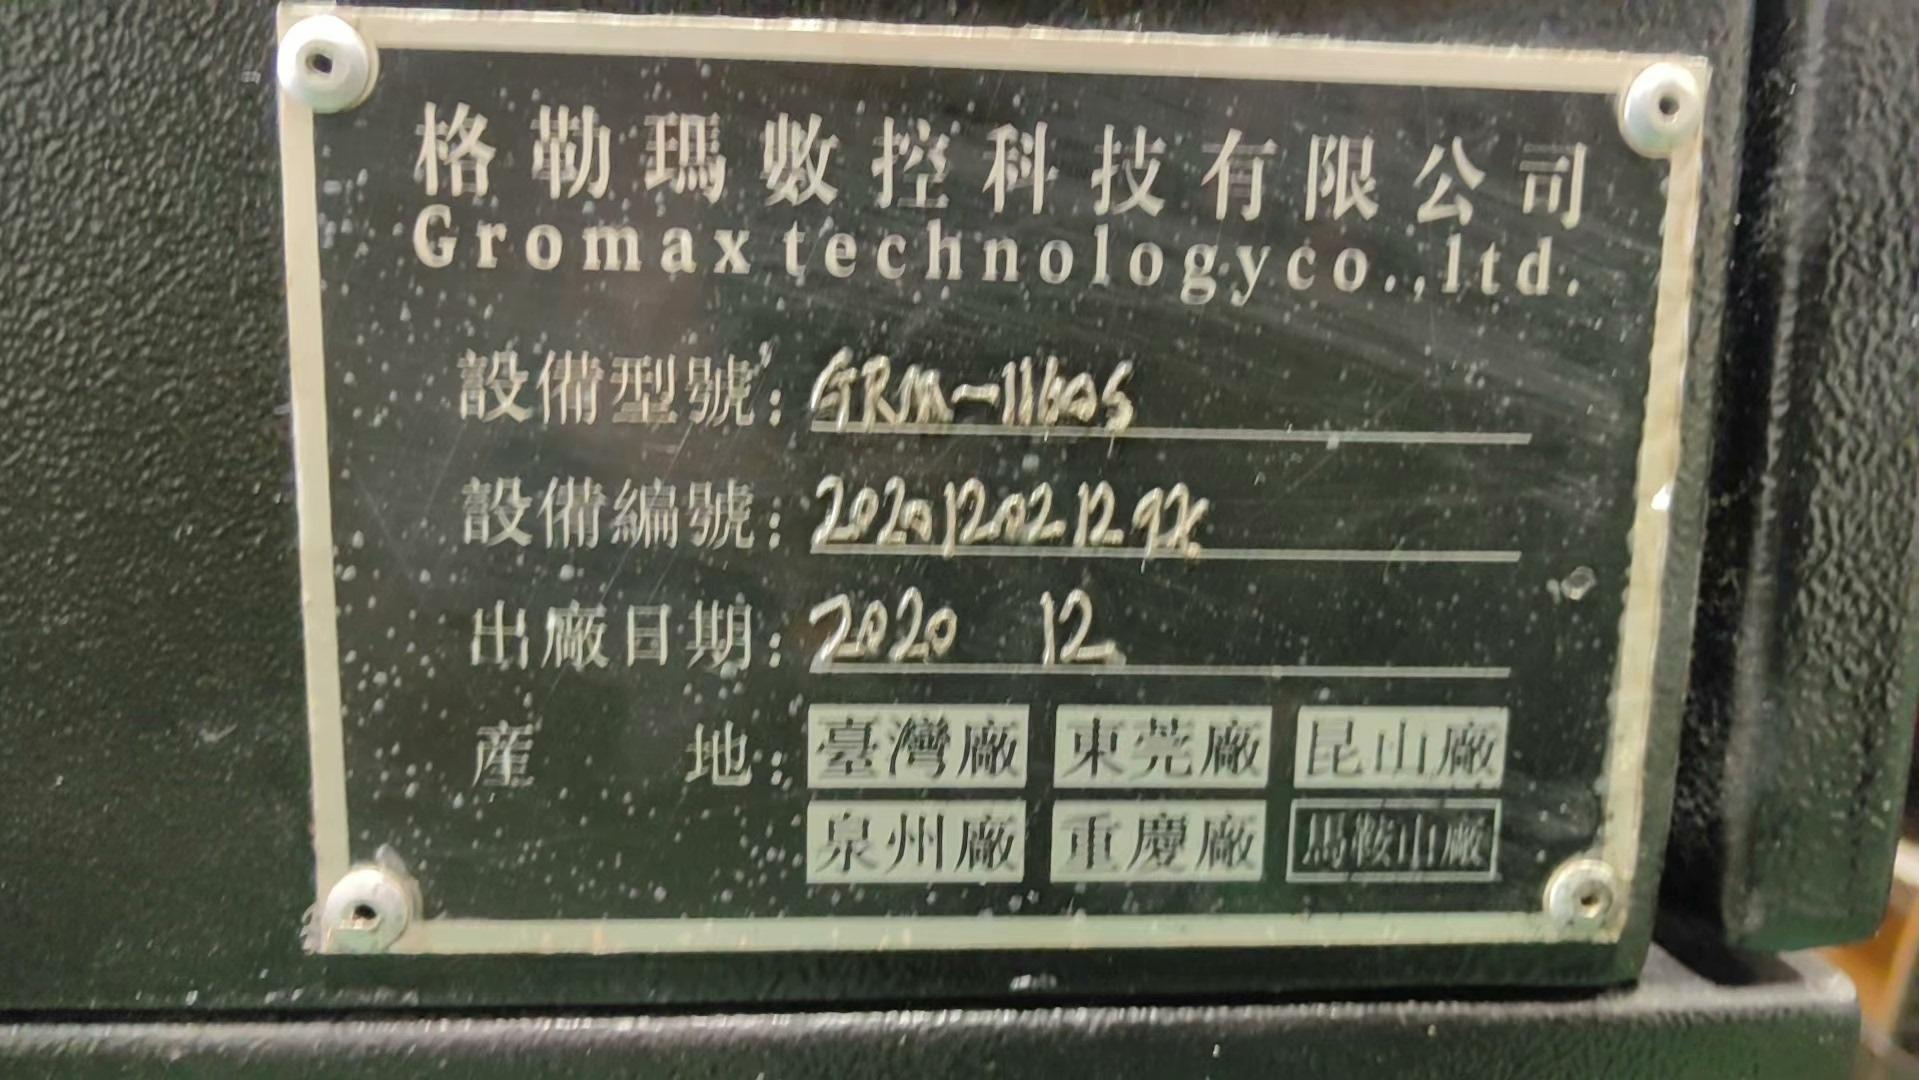 格勒瑪數控科技有限公司
Gromax technologyco.,ltd.
設備型號: GRM-1160S
設備編號:
出廠日期: 2020 12
產地: 臺灣廠 東莞廠 昆山廠
泉州廠 重慶廠 馬鞍山廠